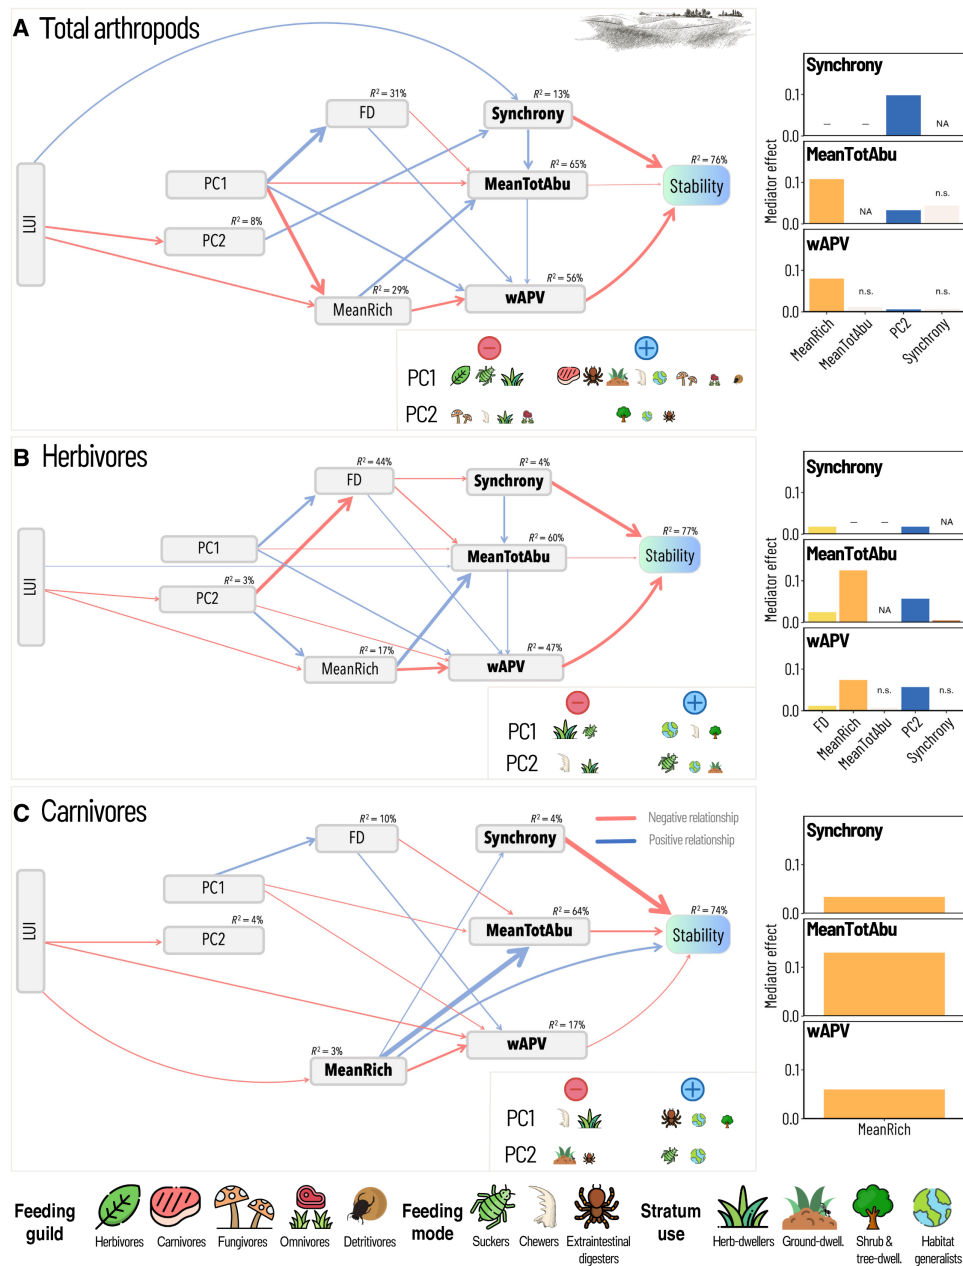 A Total arthropods
R² = 31%
FD
R² = 13%
Synchrony
PC1
R² = 65%
MeanTotAbu
R² = 76%
Stability
LUI
R² = 8%
PC2
R² = 29%
MeanRich
R² = 56%
wAPV
PC1
PC2
Synchrony
0.1
0.0
– – NA
MeanTotAbu
0.1
0.0
NA n.s.
wAPV
0.1
0.0
n.s. n.s.
Mediator effect
MeanRich
MeanTotAbu
PC2
Synchrony
B Herbivores
R² = 44%
FD
R² = 4%
Synchrony
PC1
R² = 60%
MeanTotAbu
R² = 77%
Stability
LUI
R² = 3%
PC2
R² = 17%
MeanRich
R² = 47%
wAPV
PC1
PC2
Synchrony
0.1
0.0
– – NA
MeanTotAbu
0.1
0.0
NA
wAPV
0.1
0.0
n.s. n.s.
Mediator effect
FD
MeanRich
MeanTotAbu
PC2
Synchrony
C Carnivores
Negative relationship
Positive relationship
R² = 10%
FD
R² = 4%
Synchrony
PC1
R² = 64%
MeanTotAbu
R² = 74%
Stability
LUI
R² = 4%
PC2
R² = 3%
MeanRich
R² = 17%
wAPV
PC1
PC2
Synchrony
0.1
0.0
MeanTotAbu
0.1
0.0
wAPV
0.1
0.0
Mediator effect
MeanRich
Feeding
guild
Herbivores
Carnivores
Fungivores
Omnivores
Detritivores
Feeding
mode
Suckers
Chewers
Extraintestinal
digesters
Stratum
use
Herb-dwellers
Ground-dwell.
Shrub &
tree-dwell.
Habitat
generalists